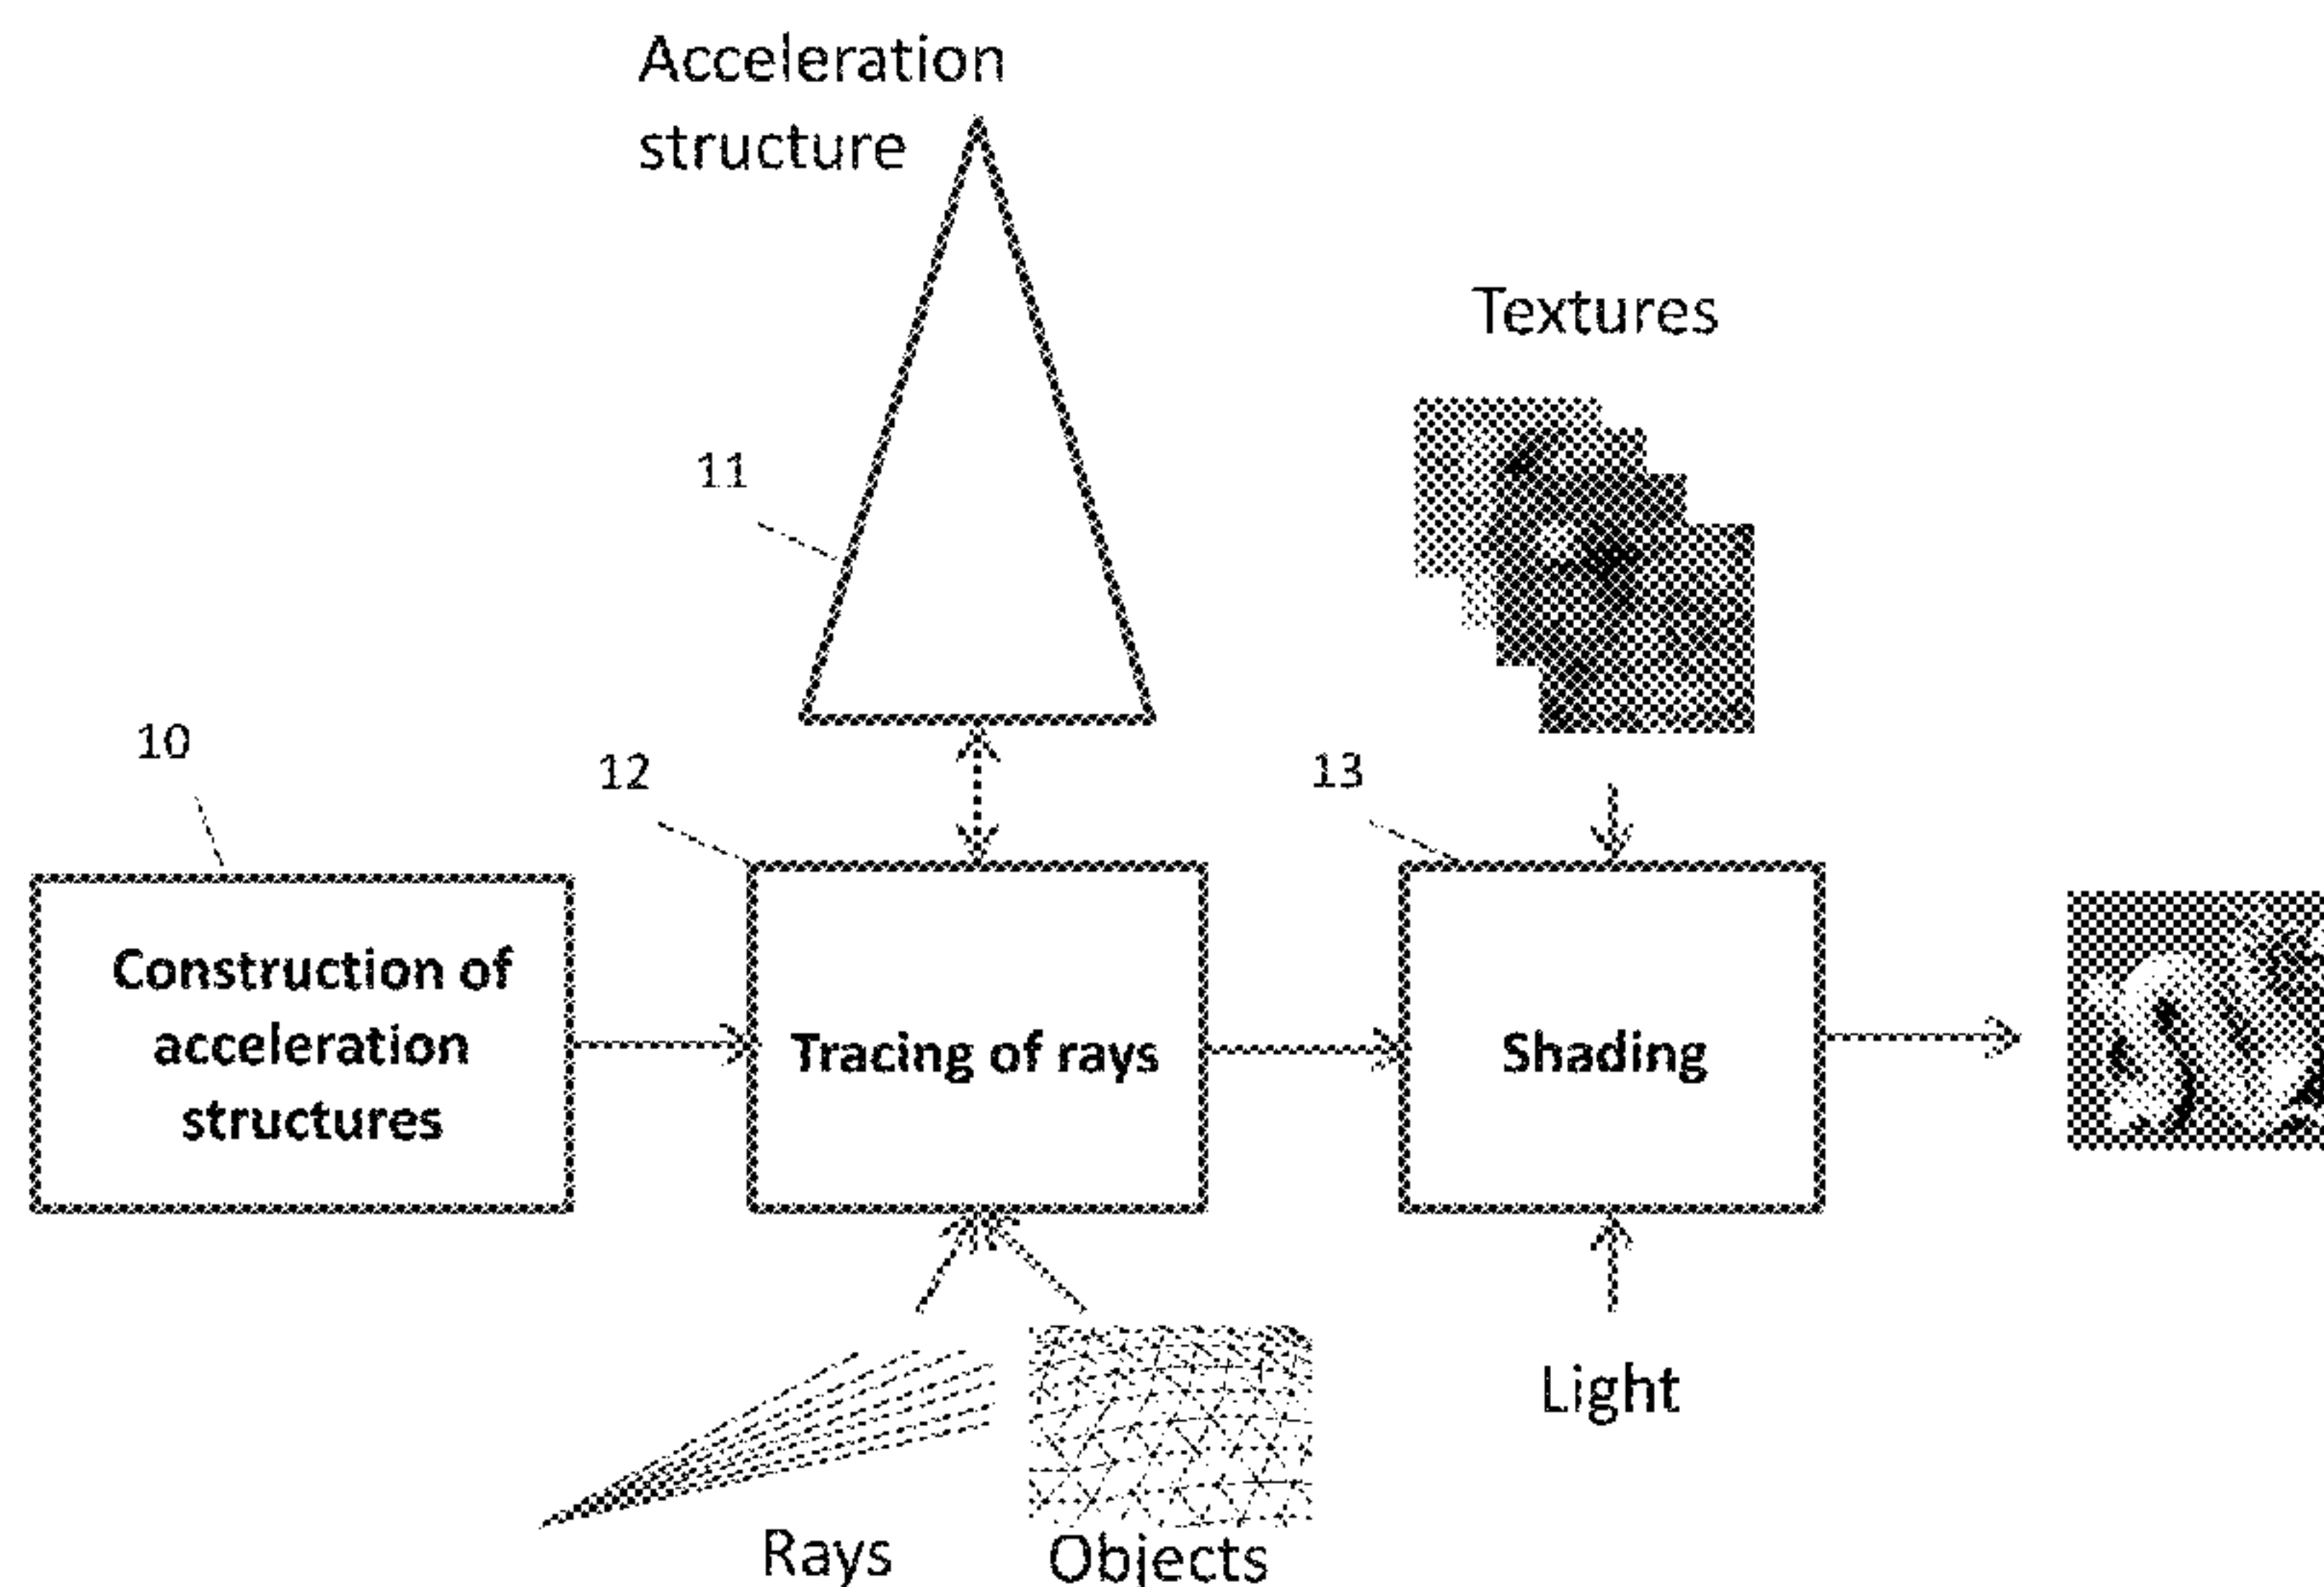 Acceleration
structure
Textures
11
10
12
13
Construction of
acceleration
structures
Tracing of rays
Shading
Light
Rays
Objects